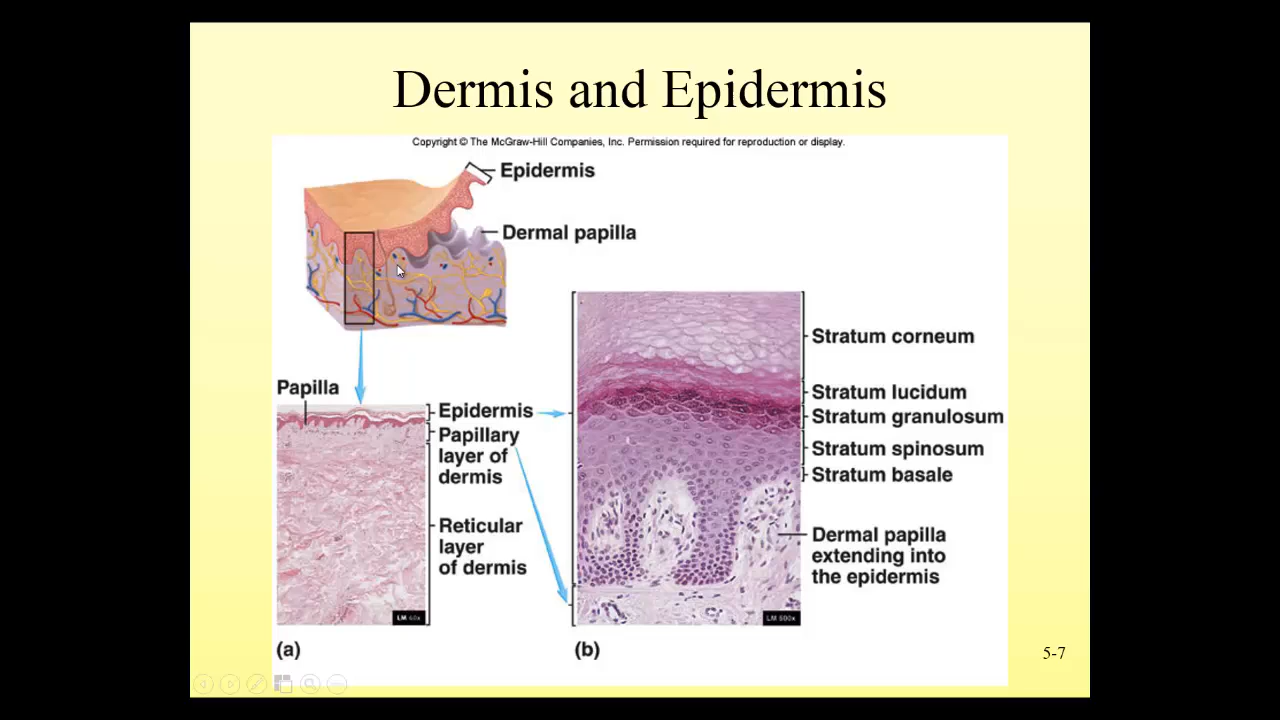 Dermis and Epidermis
Copyright © The McGraw-Hill Companies, Inc. Permission required for reproduction or display.
Epidermis
Dermal papilla
Papilla
Epidermis
Papillary
layer of
dermis
Reticular
layer
of dermis
LM 60x
(a)
Stratum corneum
Stratum lucidum
Stratum granulosum
Stratum spinosum
Stratum basale
Dermal papilla
extending into
the epidermis
LM 600x
(b)
5-7